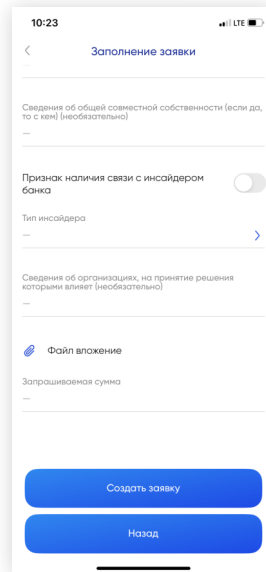 10:23
LTE
Заполнение заявки
—
Сведения об общей совместной собственности (если да,
то с кем) (необязательно)
—
Признак наличия связи с инсайдером
банка
Тип инсайдера
—
Сведения об организациях, на принятие решения
которыми влияет (необязательно)
—
Файл вложение
Запрашиваемая сумма
—
Создать заявку
Назад